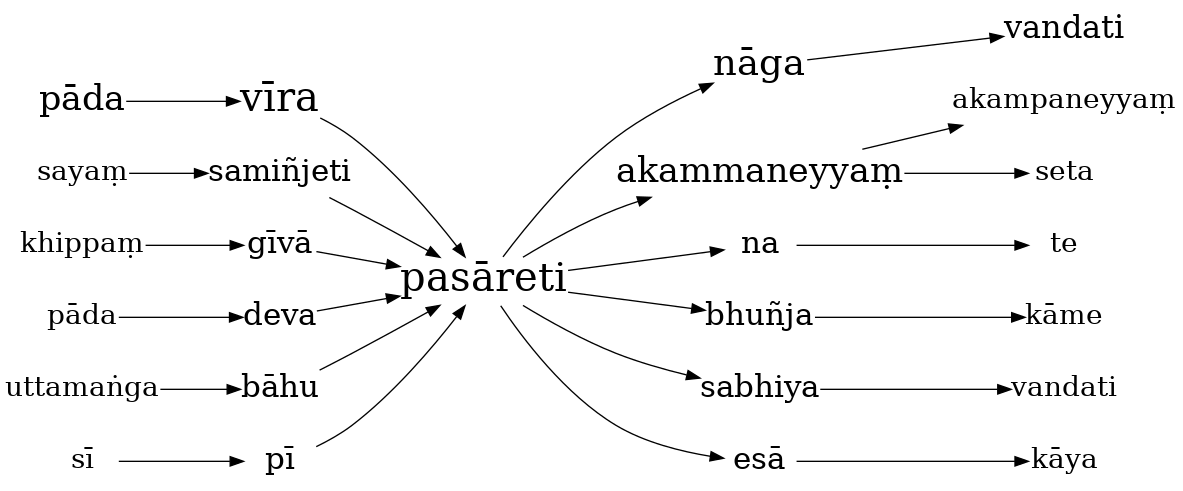 vandati
nāga
pāda vīra akampaneyyaṃ
sayaṃ samiñjeti akammaneyyaṃ seta
khippaṃ gīvā na te
pasāreti
pāda deva bhuñja kāme
uttamaṅga bāhu sabhiya vandati
sī pī esā kāya